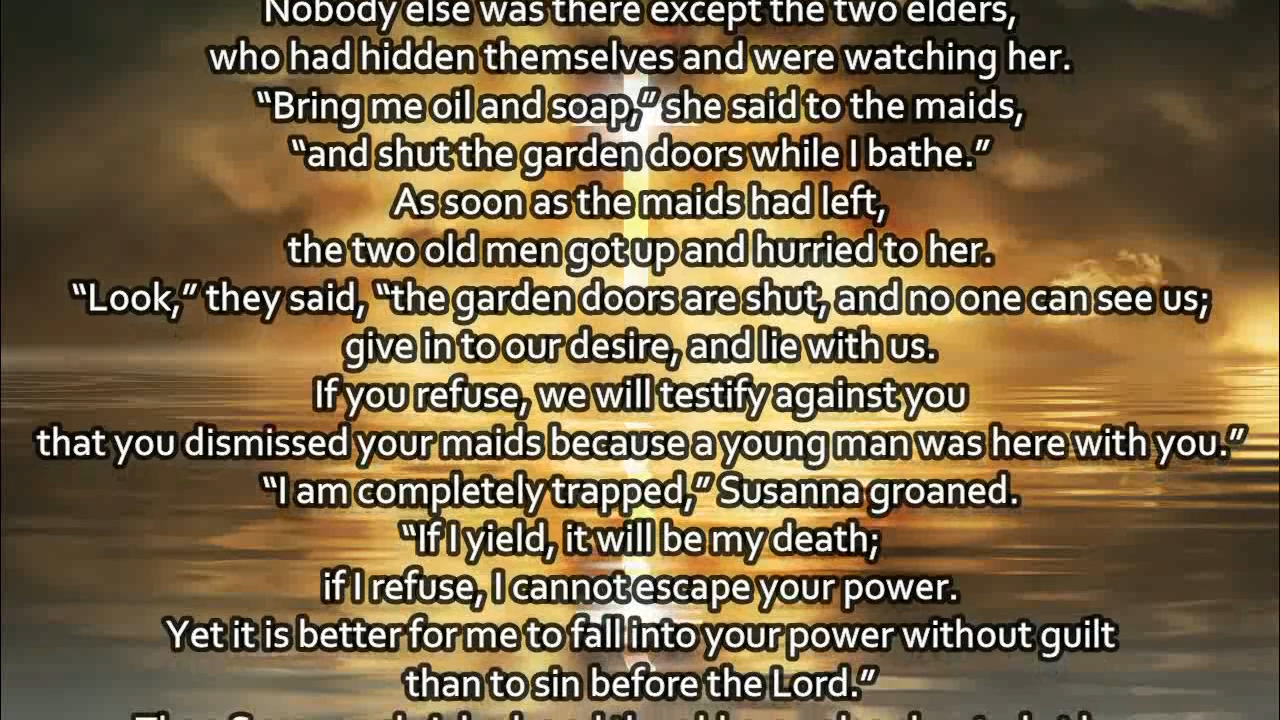 Nobody else was there except the two elders,
who had hidden themselves and were watching her.
“Bring me oil and soap,” she said to the maids,
“and shut the garden doors while I bathe.”
As soon as the maids had left,
the two old men got up and hurried to her.
“Look,” they said, “the garden doors are shut, and no one can see us;
give in to our desire, and lie with us.
If you refuse, we will testify against you
that you dismissed your maids because a young man was here with you.”
“I am completely trapped,” Susanna groaned.
“If I yield, it will be my death;
if I refuse, I cannot escape your power.
Yet it is better for me to fall into your power without guilt
than to sin before the Lord.”